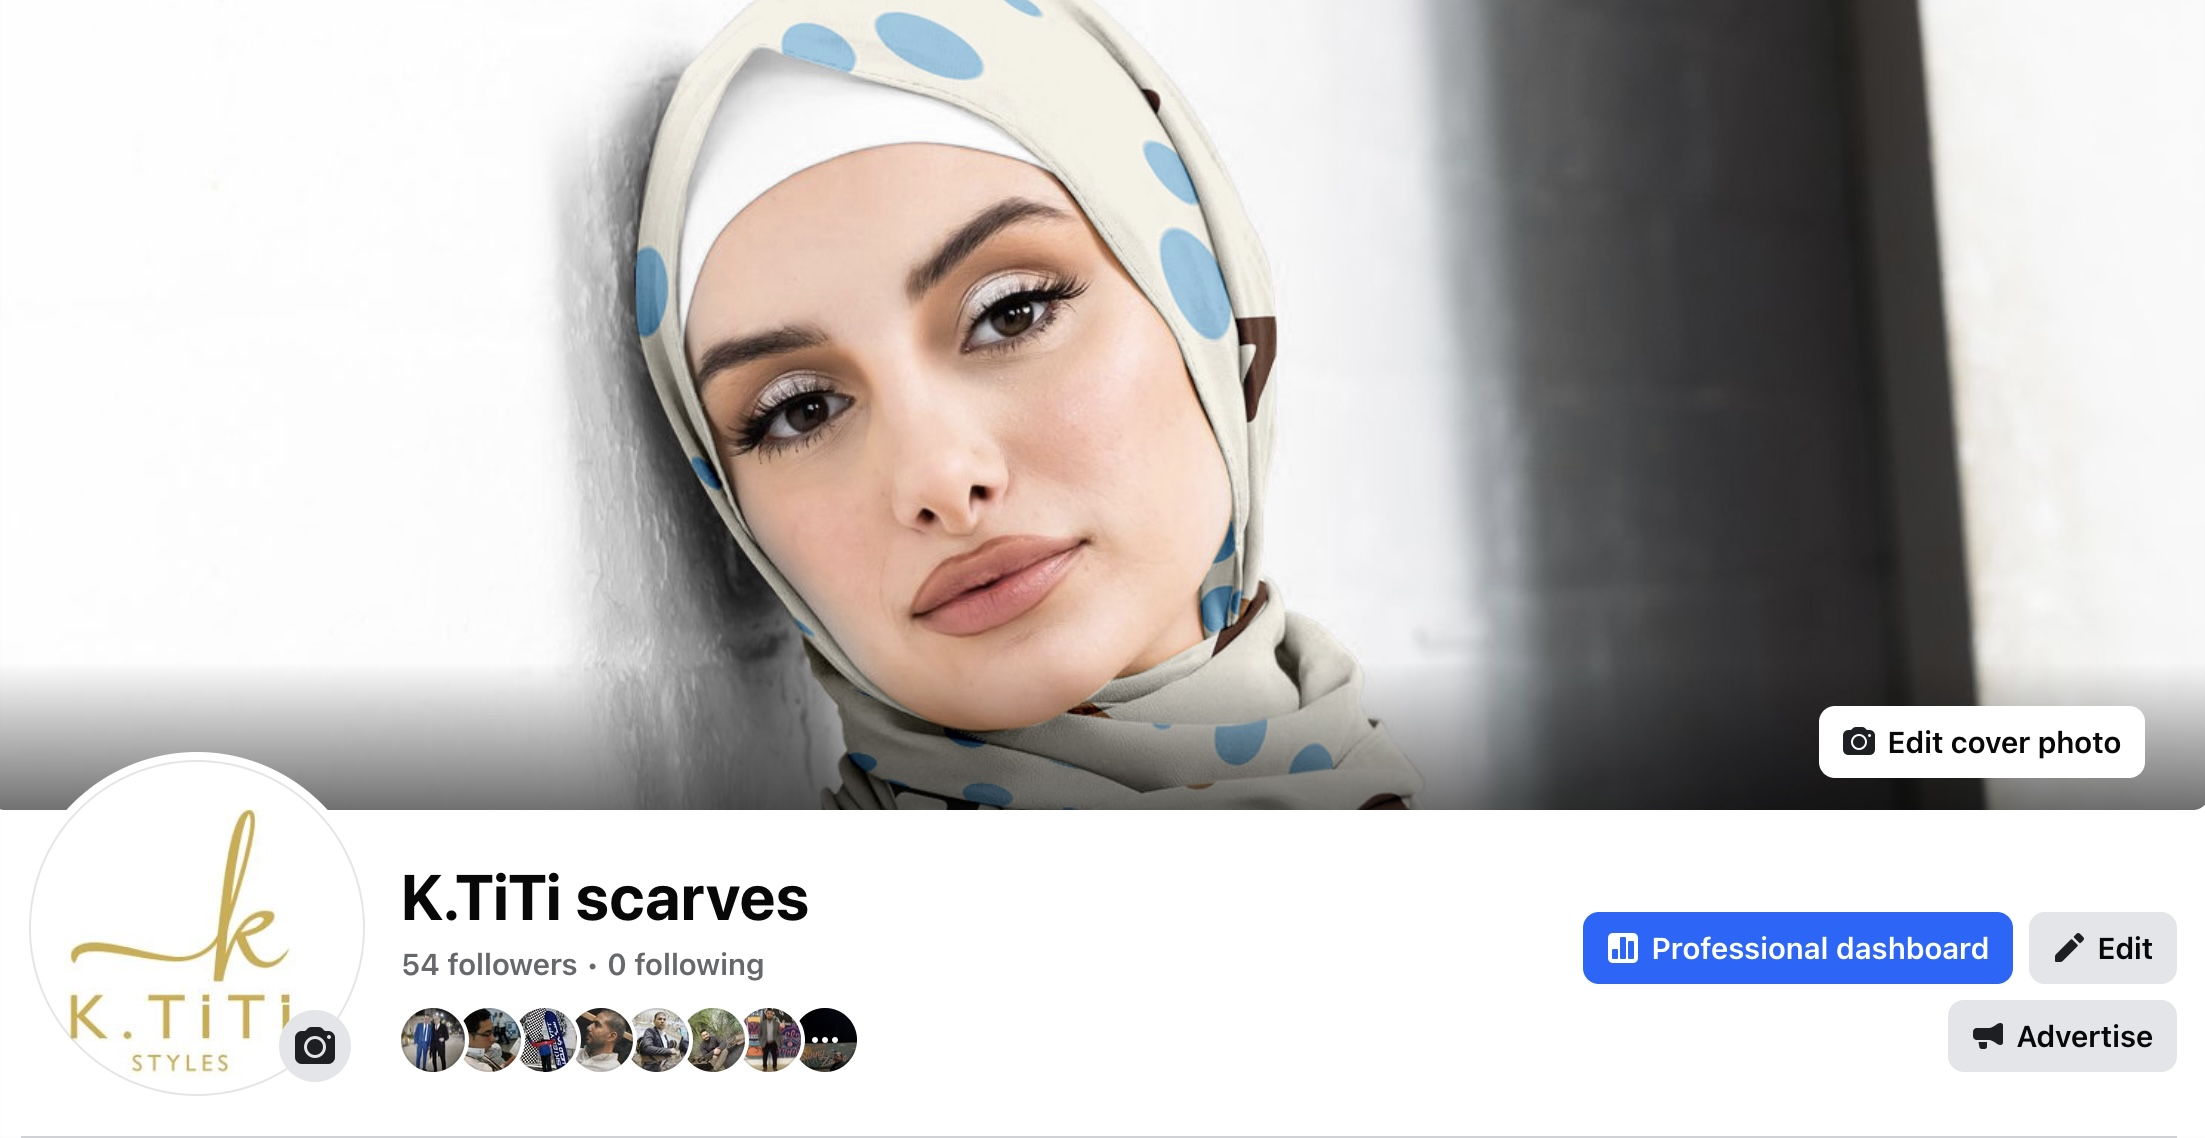 Edit cover photo
K.TiTi
STYLES
K.TiTi scarves
54 followers · 0 following
Professional dashboard
Edit
Advertise